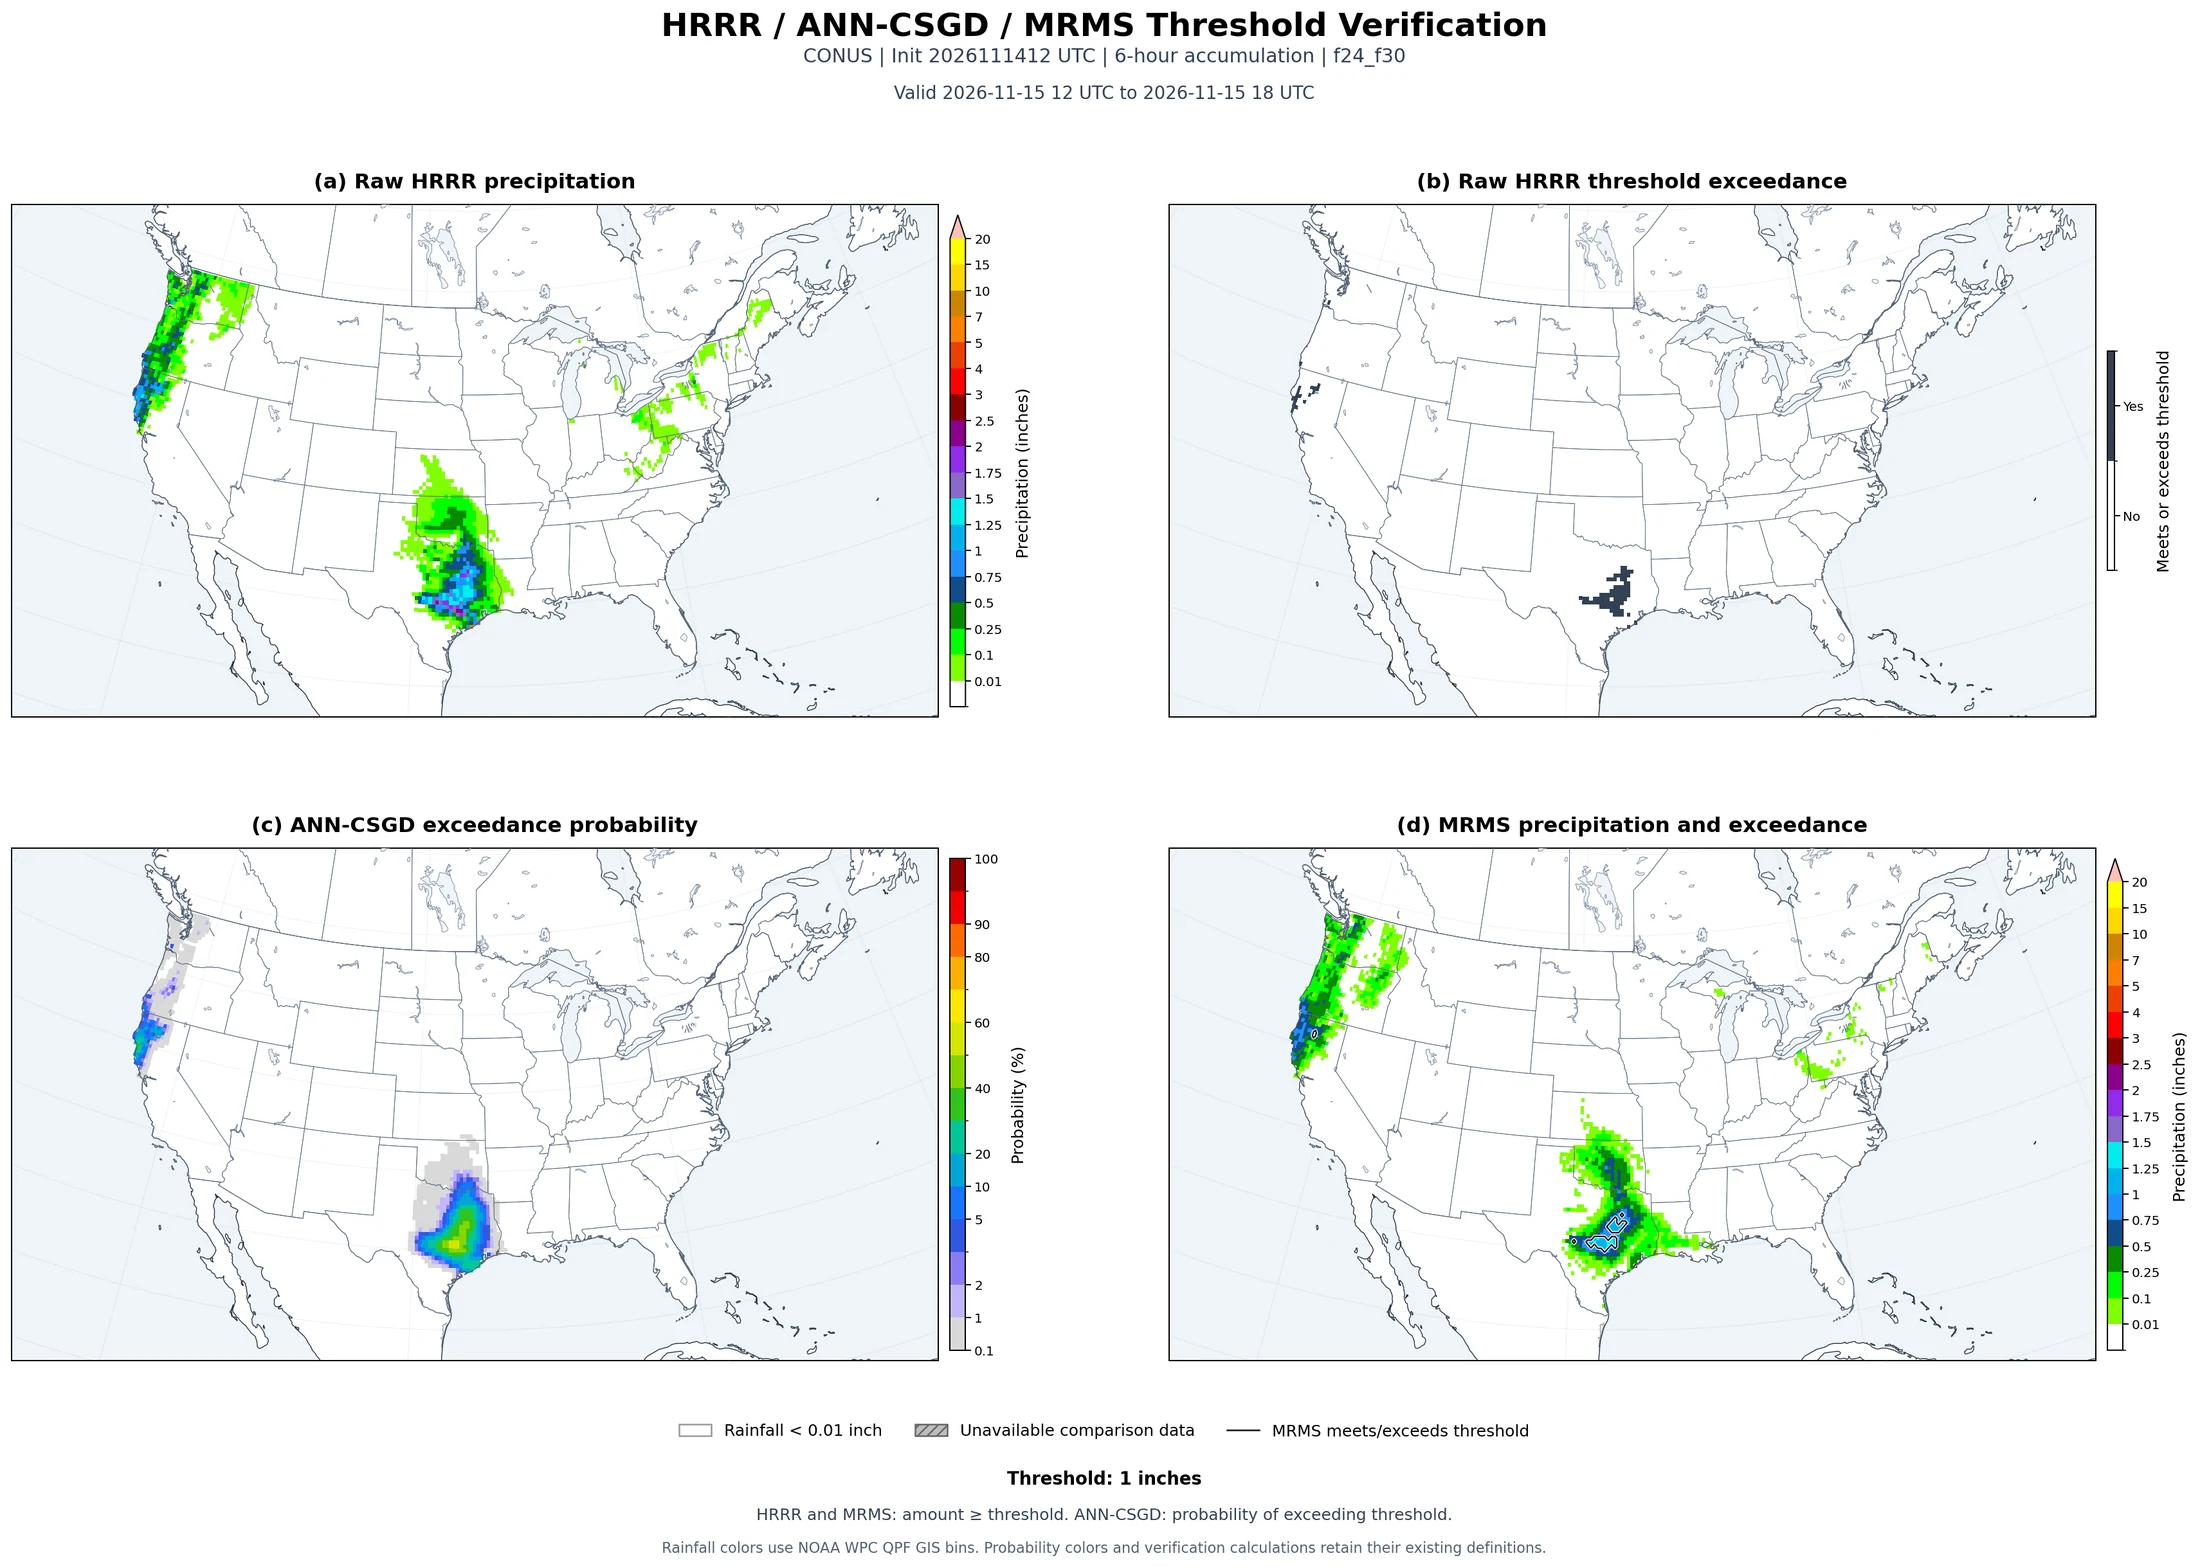 HRRR / ANN-CSGD / MRMS Threshold Verification
CONUS | Init 2026111412 UTC | 6-hour accumulation | f24_f30
Valid 2026-11-15 12 UTC to 2026-11-15 18 UTC
(a) Raw HRRR precipitation
20
15
10
7
5
4
3
2.5
2
1.75
1.5
1.25
1
0.75
0.5
0.25
0.1
0.01
Precipitation (inches)
(b) Raw HRRR threshold exceedance
Yes
No
Meets or exceeds threshold
(c) ANN-CSGD exceedance probability
100
90
80
60
40
20
10
5
2
1
0.1
Probability (%)
(d) MRMS precipitation and exceedance
20
15
10
7
5
4
3
2.5
2
1.75
1.5
1.25
1
0.75
0.5
0.25
0.1
0.01
Precipitation (inches)
Rainfall < 0.01 inch
Unavailable comparison data
MRMS meets/exceeds threshold
Threshold: 1 inches
HRRR and MRMS: amount ≥ threshold. ANN-CSGD: probability of exceeding threshold.
Rainfall colors use NOAA WPC QPF GIS bins. Probability colors and verification calculations retain their existing definitions.